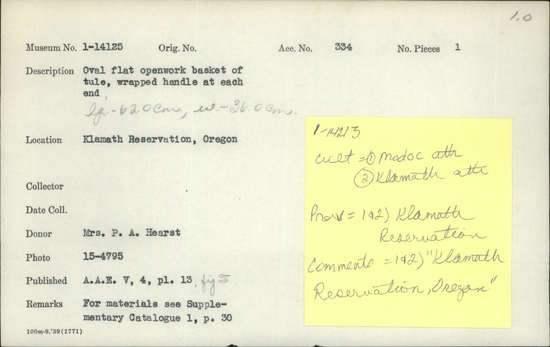 1.0
Museum No. 1-14125 Orig. No. Acc. No. 334 No. Pieces 1
Description Oval flat openwork basket of
tule, wrapped handle at each
end
lg-62.0cm, w-36.0cm.
Location Klamath Reservation, Oregon
Collector
Date Coll.
Donor Mrs. P. A. Hearst
Photo 15-4795
Published A.A.E. V, 4, pl. 13 fig 5
Remarks For materials see Supple-
mentary Catalogue 1, p. 30
100m-8,'39(1771)
cult = ① Modoc attr
② Klamath attr
Prov = 1+2) Klamath
Reservation
Comments = 1+2) "Klamath
Reservation, Oregon"